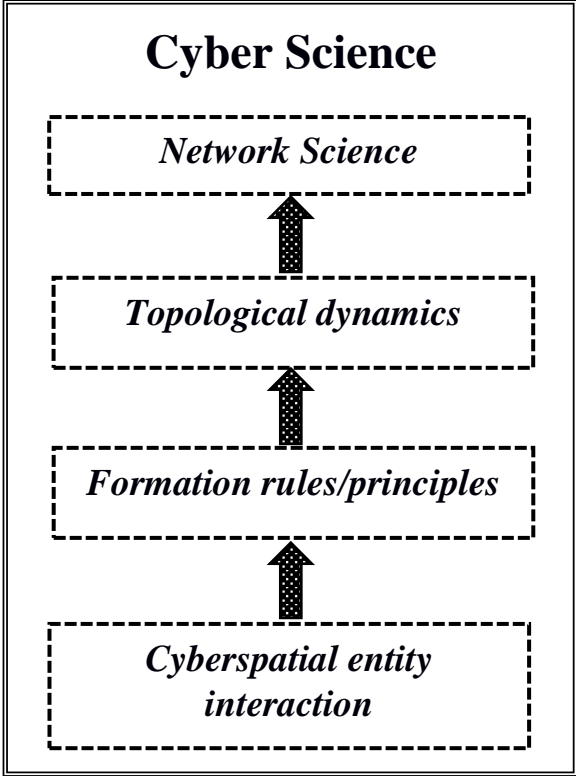 Cyber Science
Network Science
Topological dynamics
Formation rules/principles
Cyberspatial entity
interaction